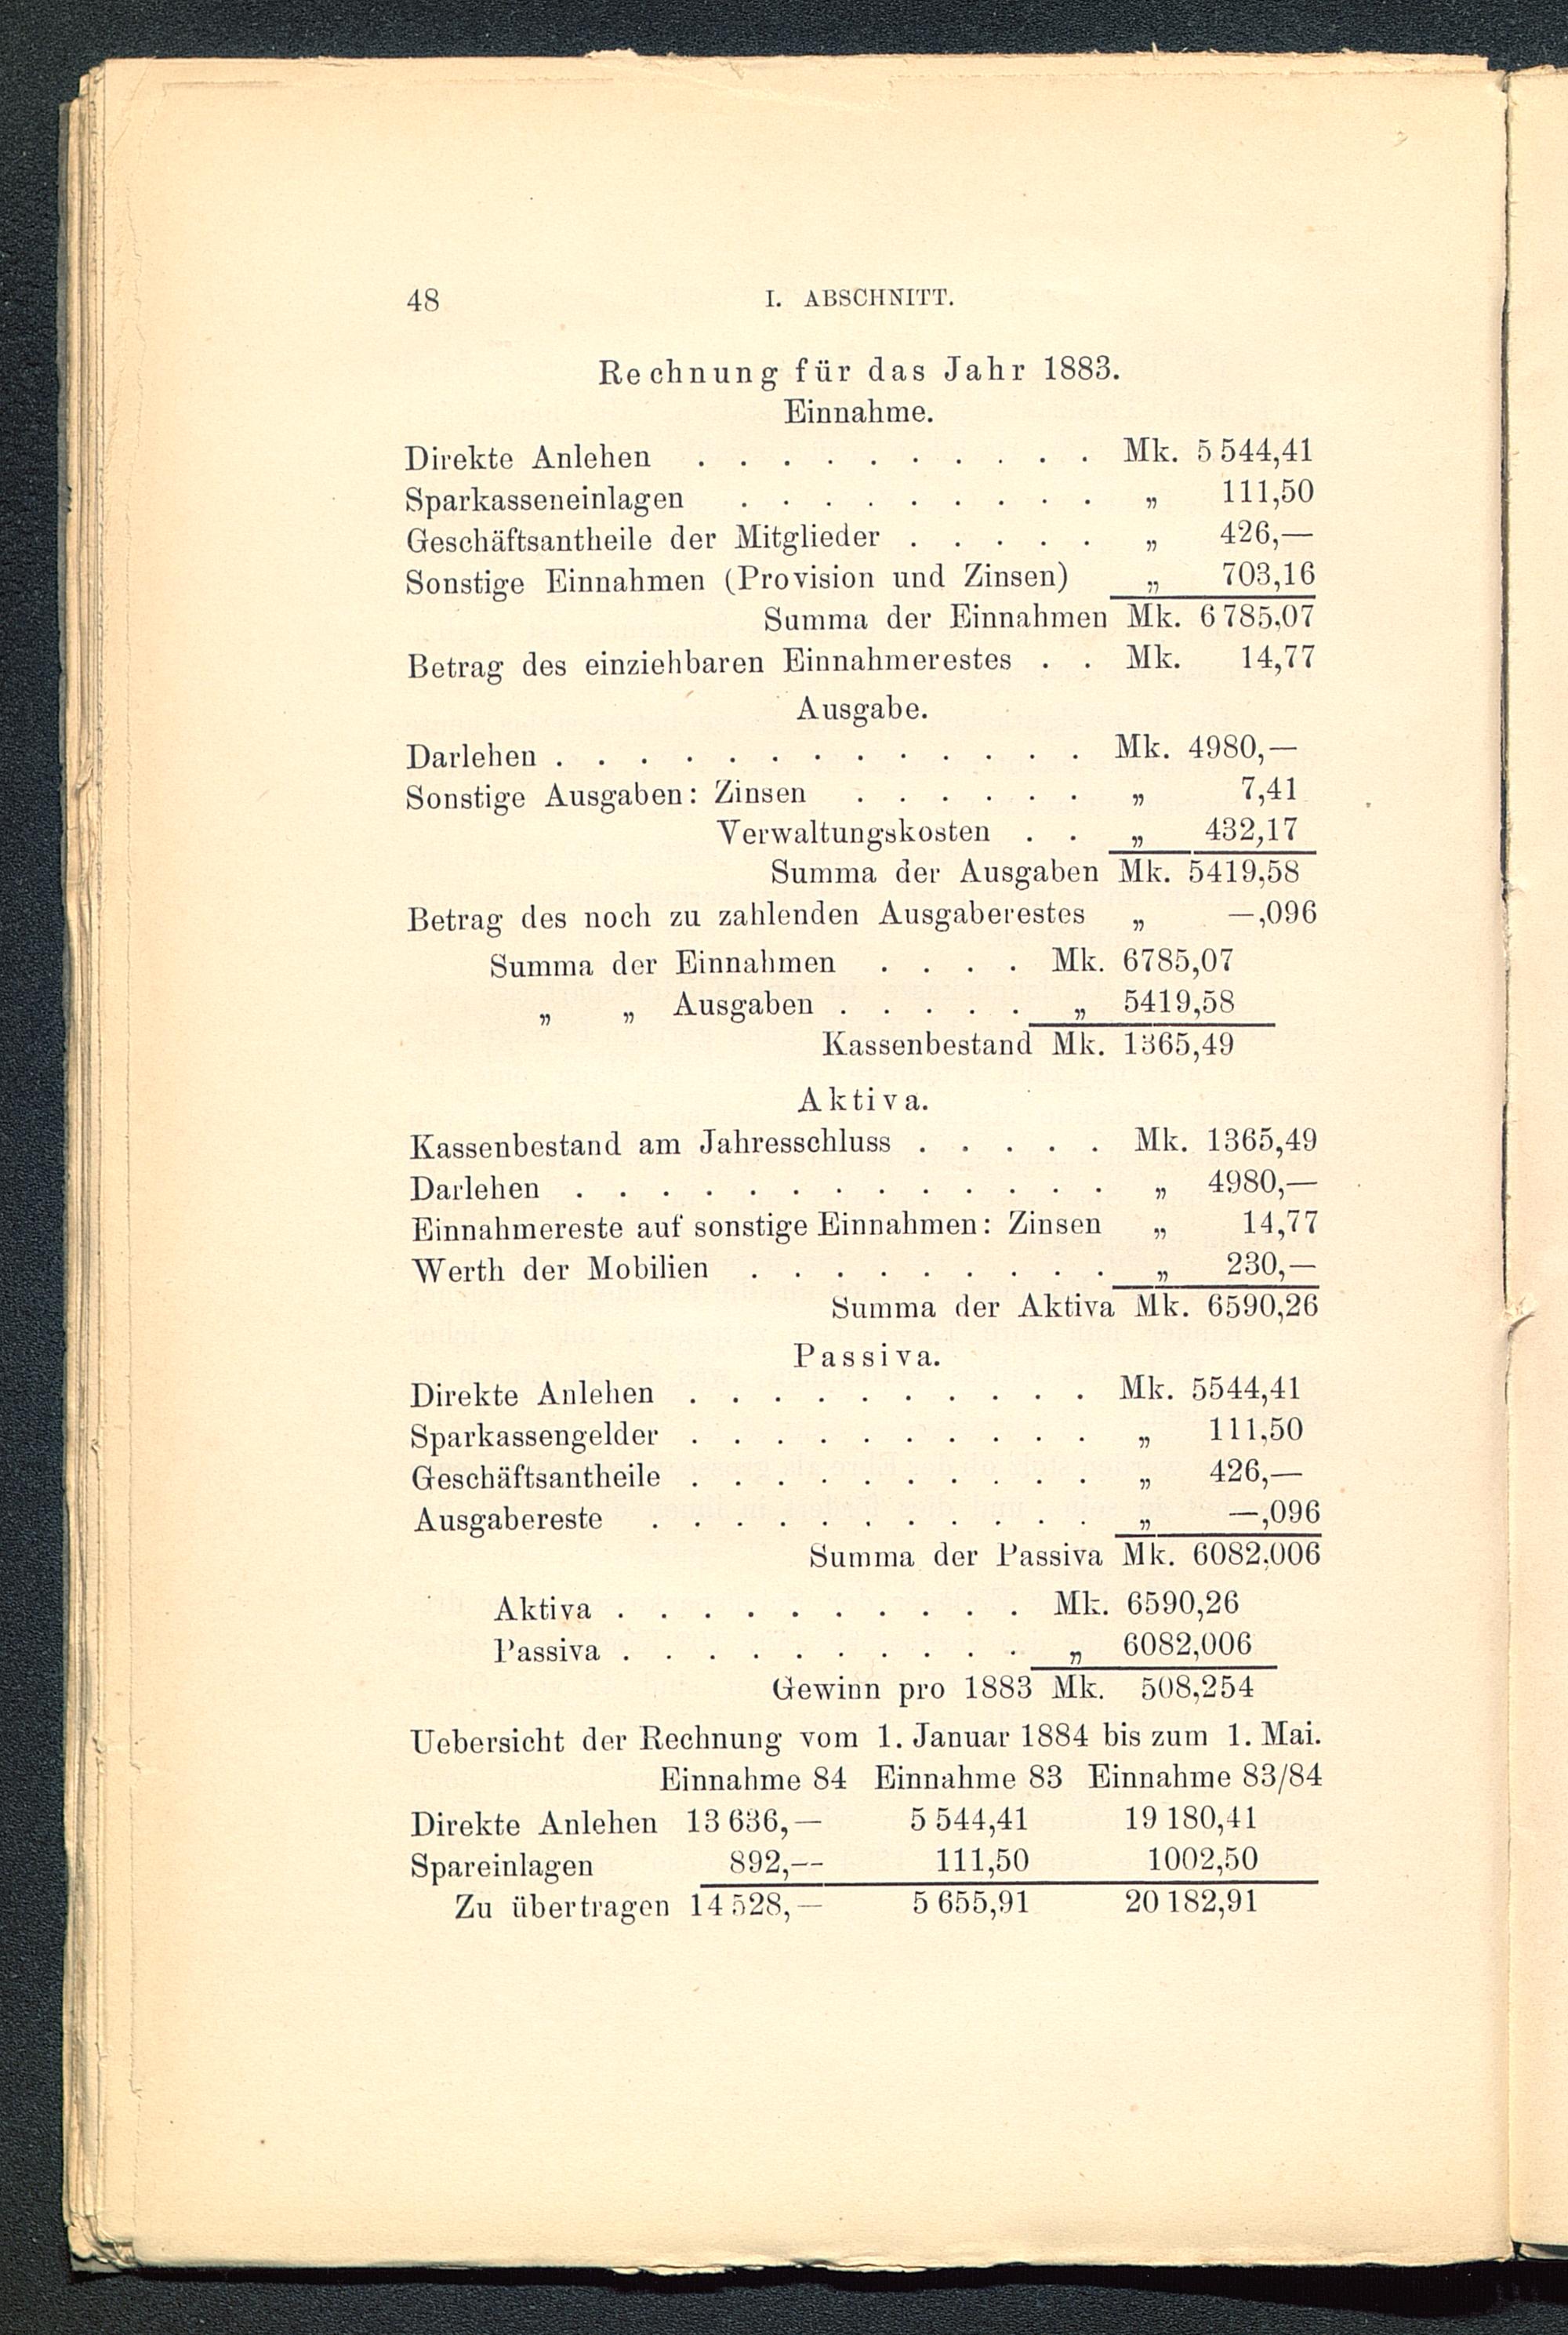 48 I. ABSCHNITT.
Rechnung für das Jahr 1883.
Einnahme.
Direkte Anlehen . . . . . . . . . . Mk. 5 544,41
Sparkasseneinlagen . . . . . . . . . „ 111,50
Geschäftsantheile der Mitglieder . . . . . „ 426,—
Sonstige Einnahmen (Provision und Zinsen) „ 703,16
Summa der Einnahmen Mk. 6 785,07
Betrag des einziehbaren Einnahmerestes . . Mk. 14,77
Ausgabe.
Darlehen . . . . . . . . . . . . . Mk. 4980,—
Sonstige Ausgaben: Zinsen . . . . . . „ 7,41
Verwaltungskosten . . „ 432,17
Summa der Ausgaben Mk. 5419,58
Betrag des noch zu zahlenden Ausgaberestes „ —,096
Summa der Einnahmen . . . . Mk. 6785,07
„ „ Ausgaben . . . . . „ 5419,58
Kassenbestand Mk. 1365,49
Aktiva.
Kassenbestand am Jahresschluss . . . . . Mk. 1365,49
Darlehen . . . . . . . . . . . . . „ 4980,—
Einnahmereste auf sonstige Einnahmen: Zinsen „ 14,77
Werth der Mobilien . . . . . . . . . „ 230,—
Summa der Aktiva Mk. 6590,26
Passiva.
Direkte Anlehen . . . . . . . . . . Mk. 5544,41
Sparkassengelder . . . . . . . . . . „ 111,50
Geschäftsantheile . . . . . . . . . . „ 426,—
Ausgabereste . . . . . . . . . . . „ —,096
Summa der Passiva Mk. 6082,006
Aktiva . . . . . . . . . . Mk. 6590,26
Passiva . . . . . . . . . . „ 6082,006
Gewinn pro 1883 Mk. 508,254
Uebersicht der Rechnung vom 1. Januar 1884 bis zum 1. Mai.
Einnahme 84 Einnahme 83 Einnahme 83/84
Direkte Anlehen 13 636,— 5 544,41 19 180,41
Spareinlagen 892,-- 111,50 1002,50
Zu übertragen 14 528,— 5 655,91 20 182,91